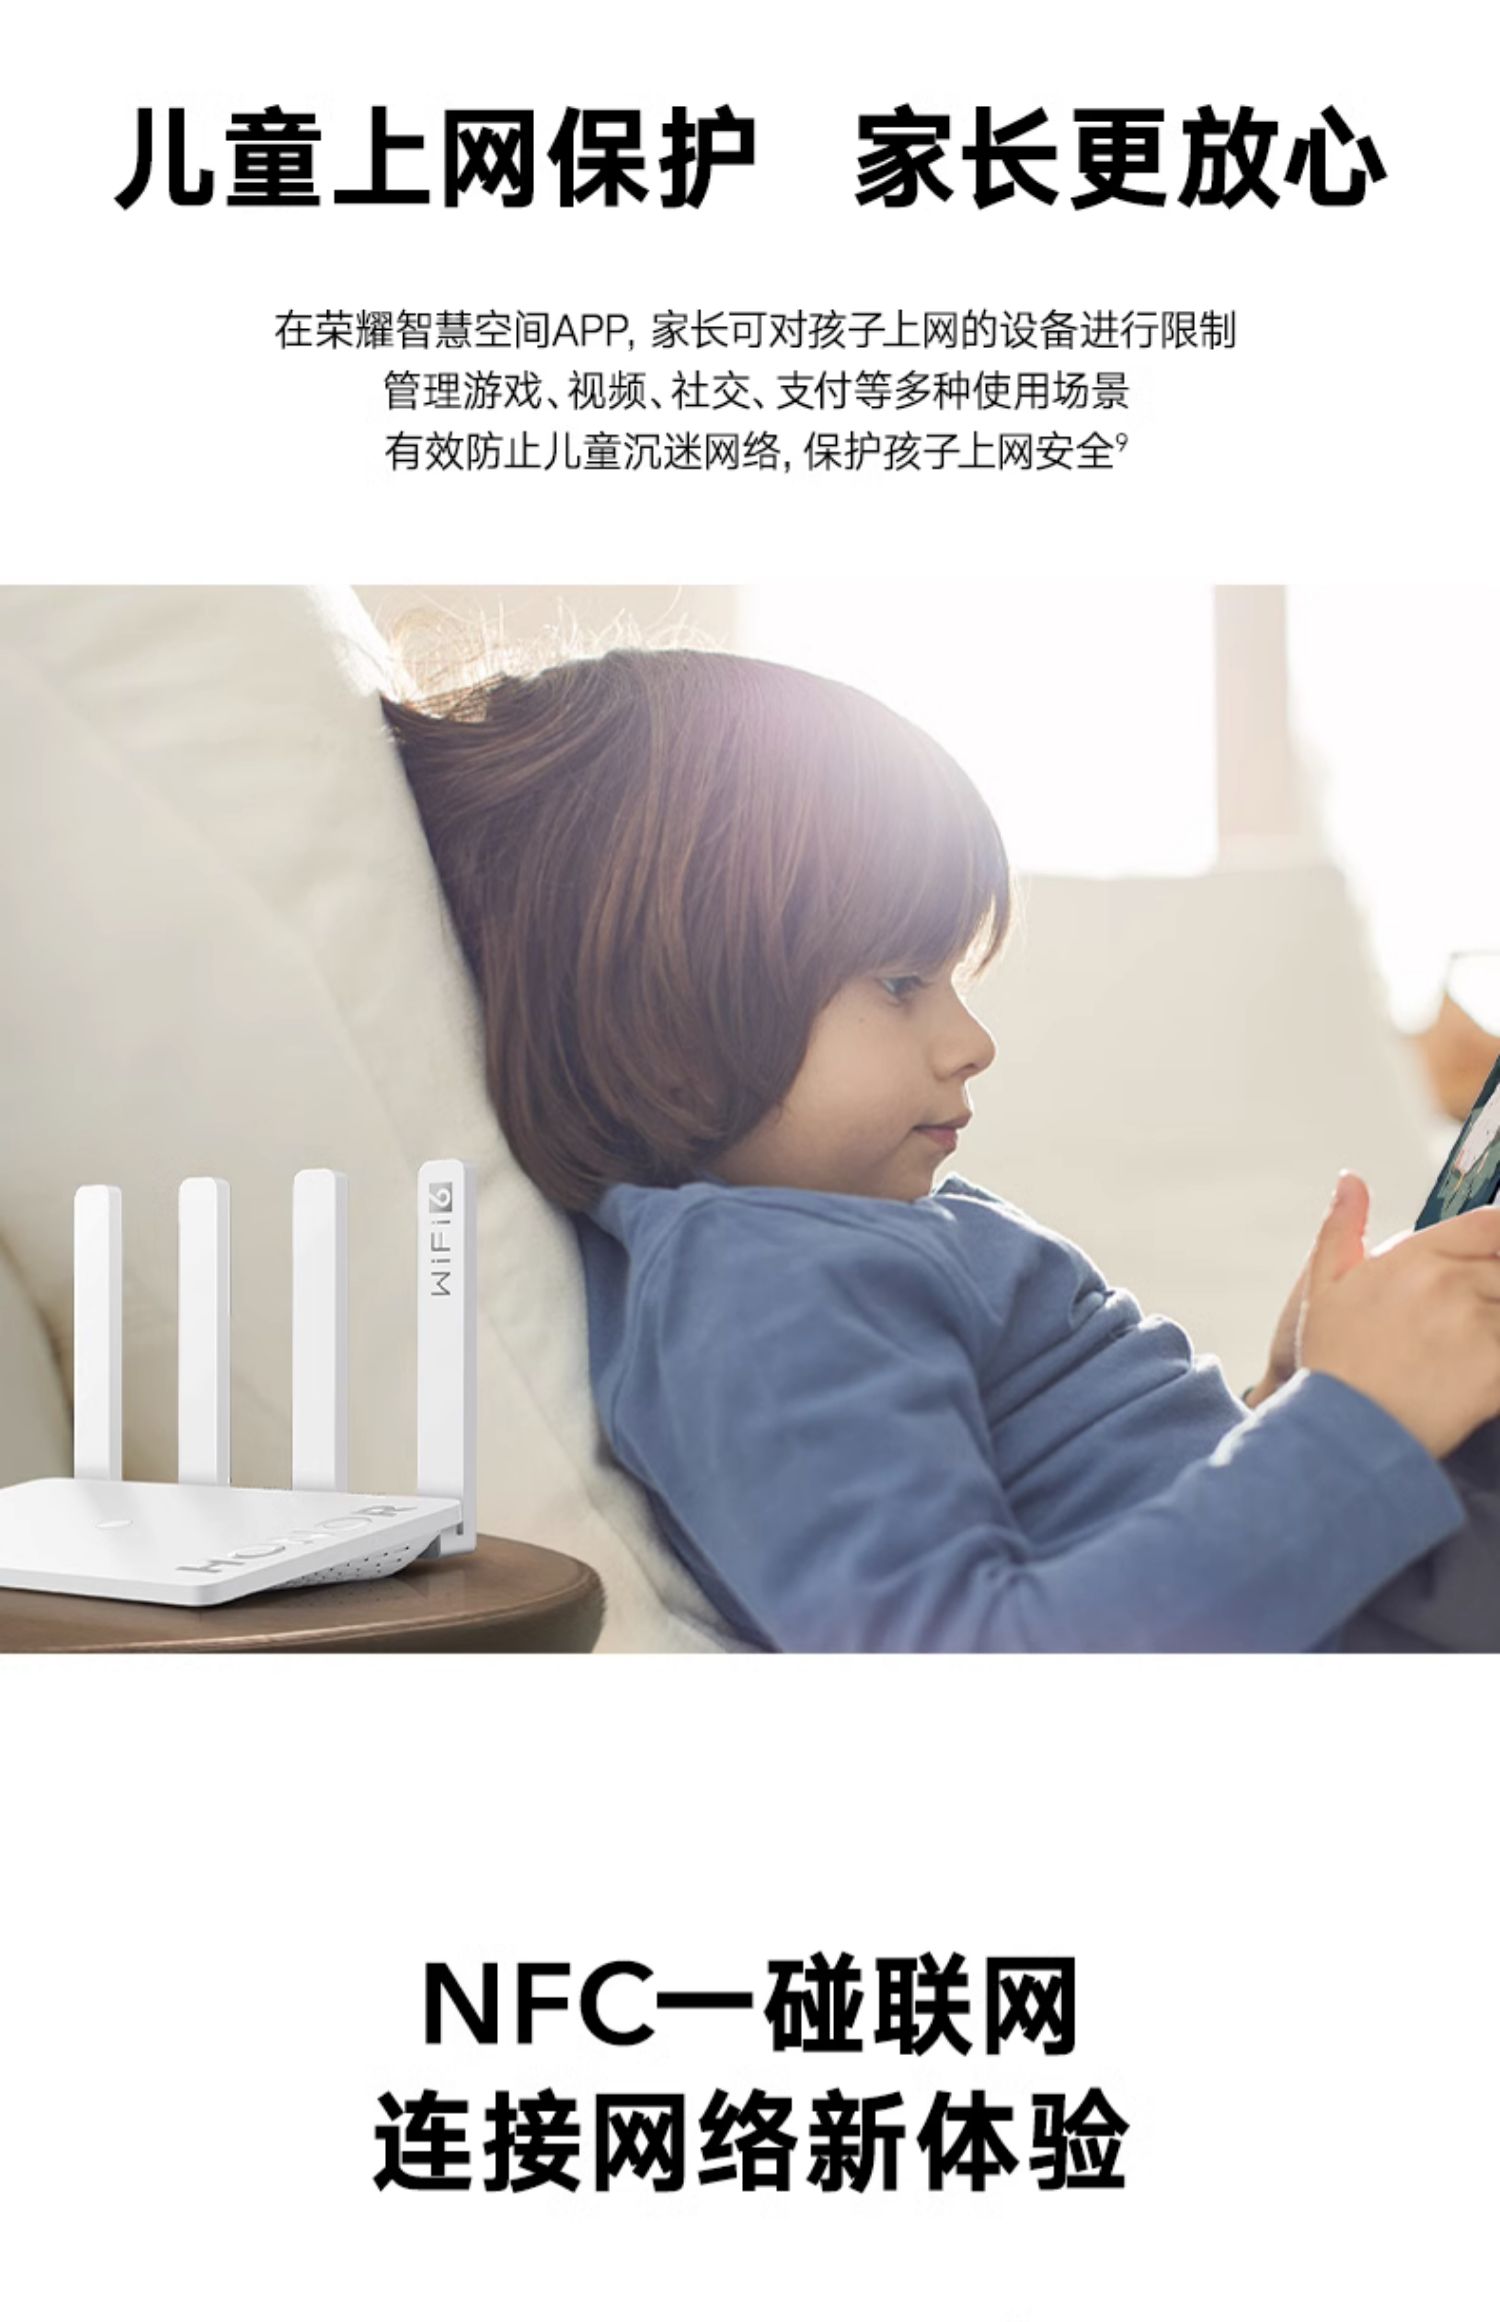 儿童上网保护 家长更放心
在荣耀智慧空间APP, 家长可对孩子上网的设备进行限制
管理游戏、视频、社交、支付等多种使用场景
有效防止儿童沉迷网络, 保护孩子上网安全⁹
WiFi 6
HONOR
NFC一碰联网
连接网络新体验